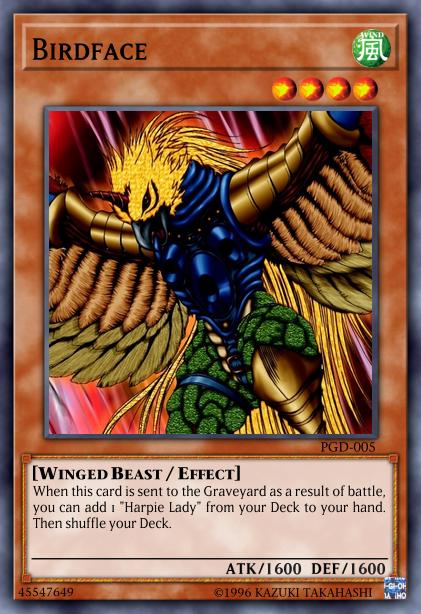 BIRDFACE
WIND
風
PGD-005
[WINGED BEAST / EFFECT]
When this card is sent to the Graveyard as a result of battle,
you can add 1 "Harpie Lady" from your Deck to your hand.
Then shuffle your Deck.
ATK/1600 DEF/1600
45547649 ©1996 KAZUKI TAKAHASHI